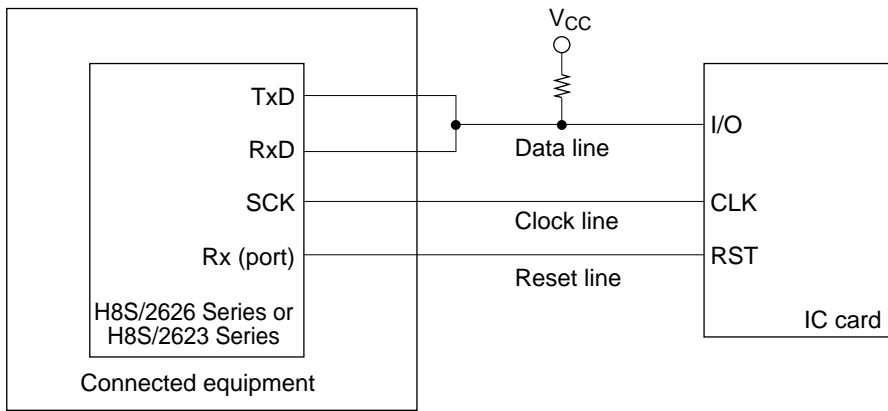 VCC
TxD
RxD
SCK
Rx (port)
H8S/2626 Series or
H8S/2623 Series
Connected equipment
Data line
Clock line
Reset line
I/O
CLK
RST
IC card